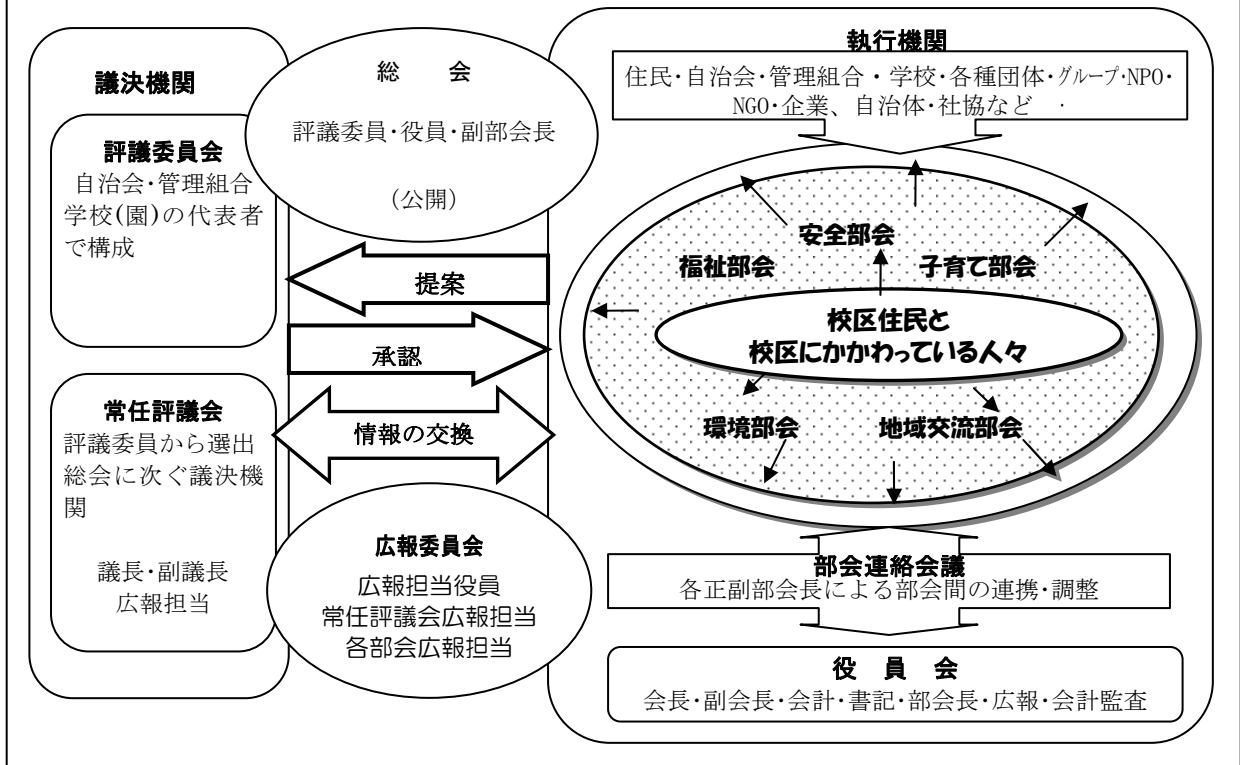 議決機関
評議委員会
自治会・管理組合
学校(園)の代表者
で構成
常任評議会
評議委員から選出
総会に次ぐ議決機
関
議長・副議長
広報担当
総 会
評議委員・役員・副部会長
(公開)
提案
承認
情報の交換
広報委員会
広報担当役員
常任評議会広報担当
各部会広報担当
執行機関
住民・自治会・管理組合・学校・各種団体・グループ・NPO・
NGO・企業、自治体・社協など ・
安全部会
福祉部会
子育て部会
校区住民と
校区にかかわっている人々
環境部会
地域交流部会
部会連絡会議
各正副部会長による部会間の連携・調整
役 員 会
会長・副会長・会計・書記・部会長・広報・会計監査